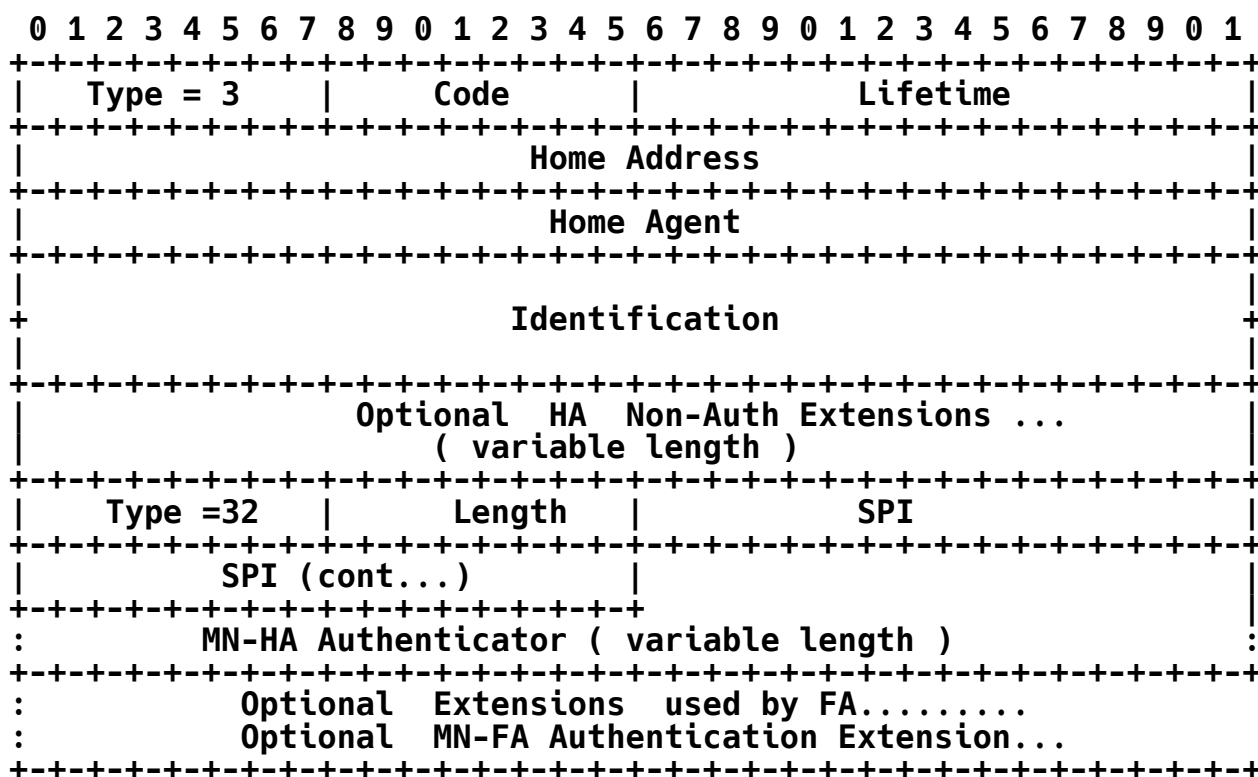 0 1 2 3 4 5 6 7 8 9 0 1 2 3 4 5 6 7 8 9 0 1 2 3 4 5 6 7 8 9 0 1
+-+-+-+-+-+-+-+-+-+-+-+-+-+-+-+-+-+-+-+-+-+-+-+-+-+-+-+-+-+-+-+-+
|   Type = 3    |     Code      |           Lifetime            |
+-+-+-+-+-+-+-+-+-+-+-+-+-+-+-+-+-+-+-+-+-+-+-+-+-+-+-+-+-+-+-+-+
|                          Home Address                         |
+-+-+-+-+-+-+-+-+-+-+-+-+-+-+-+-+-+-+-+-+-+-+-+-+-+-+-+-+-+-+-+-+
|                           Home Agent                          |
+-+-+-+-+-+-+-+-+-+-+-+-+-+-+-+-+-+-+-+-+-+-+-+-+-+-+-+-+-+-+-+-+
|                                                               |
+                         Identification                        +
|                                                               |
+-+-+-+-+-+-+-+-+-+-+-+-+-+-+-+-+-+-+-+-+-+-+-+-+-+-+-+-+-+-+-+-+
|                 Optional  HA  Non-Auth Extensions ...         |
|                     ( variable length )                       |
+-+-+-+-+-+-+-+-+-+-+-+-+-+-+-+-+-+-+-+-+-+-+-+-+-+-+-+-+-+-+-+-+
|    Type =32   |      Length   |           SPI                 |
+-+-+-+-+-+-+-+-+-+-+-+-+-+-+-+-+-+-+-+-+-+-+-+-+-+-+-+-+-+-+-+-+
|          SPI (cont...)        |                               |
+-+-+-+-+-+-+-+-+-+-+-+-+-+-+-+-+                               |
:         MN-HA Authenticator ( variable length )               :
+-+-+-+-+-+-+-+-+-+-+-+-+-+-+-+-+-+-+-+-+-+-+-+-+-+-+-+-+-+-+-+-+
:           Optional  Extensions  used by FA.........
:           Optional  MN-FA Authentication Extension...
+-+-+-+-+-+-+-+-+-+-+-+-+-+-+-+-+-+-+-+-+-+-+-+-+-+-+-+-+-+-+-+-+